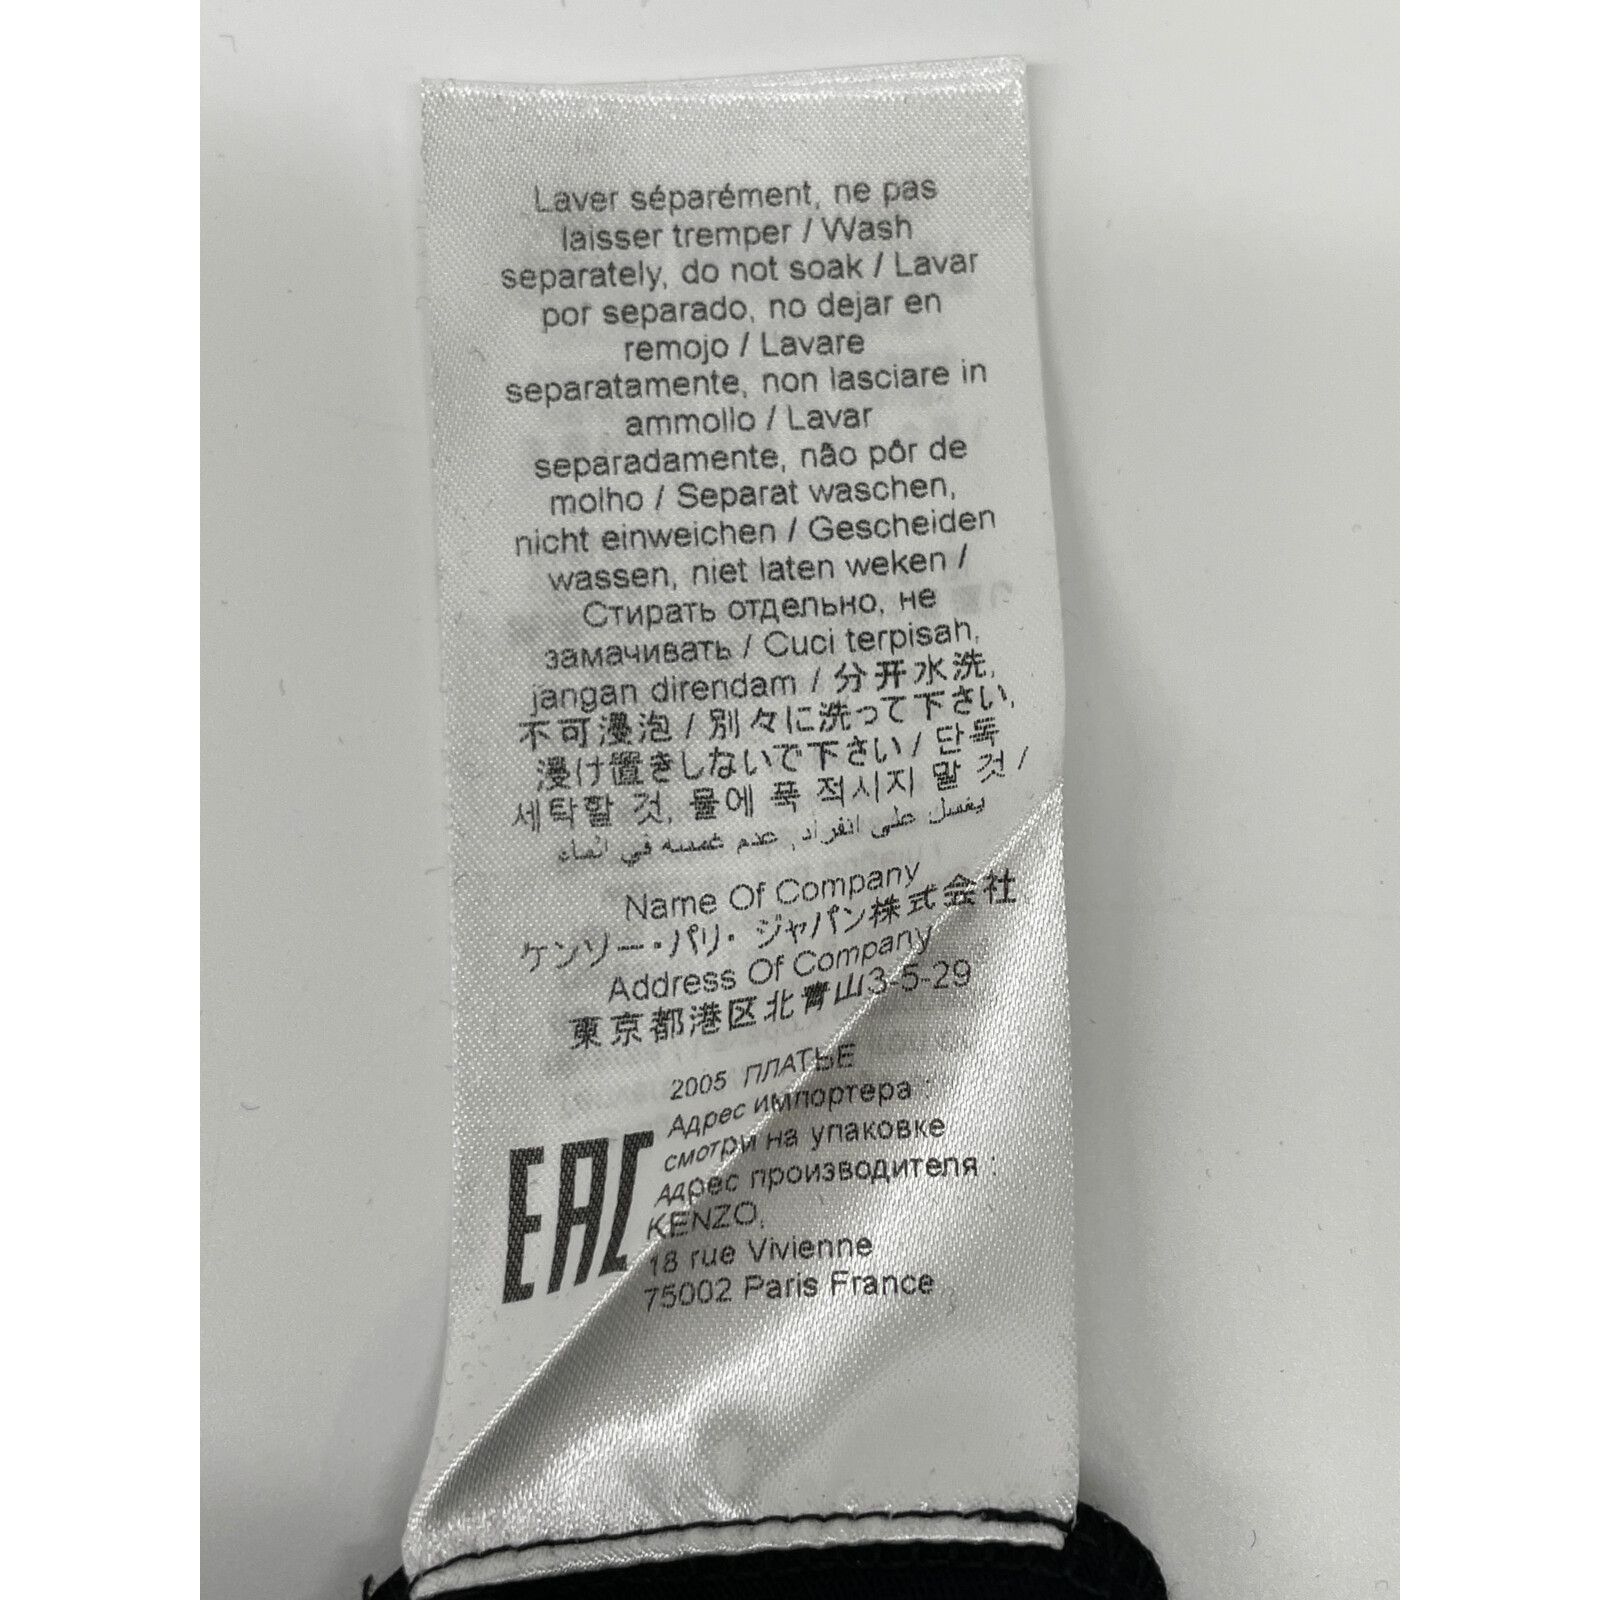 Laver séparément, ne pas
laisser tremper / Wash
separately, do not soak / Lavar
por separado, no dejar en
remojo / Lavare
separatamente, non lasciare in
ammollo / Lavar
separadamente, não pôr de
molho / Separat waschen,
nicht einweichen / Gescheiden
wassen, niet laten weken /
Стирать отдельно, не
замачивать / Cuci terpisah,
jangan direndam / 分开水洗,
不可浸泡 / 別々に洗って下さい,
浸け置きしないで下さい / 단독
세탁할 것, 물에 푹 적시지 말 것 /
يغسل على انفراد, عدم غمسه في الماء
Name Of Company
ケンゾー・パリ・ジャパン株式会社
Address Of Company
東京都港区北青山3-5-29
2005 ПЛАТЬЕ
Адрес импортера :
смотри на упаковке
Адрес производителя :
KENZO,
18 rue Vivienne
75002 Paris France
EAC